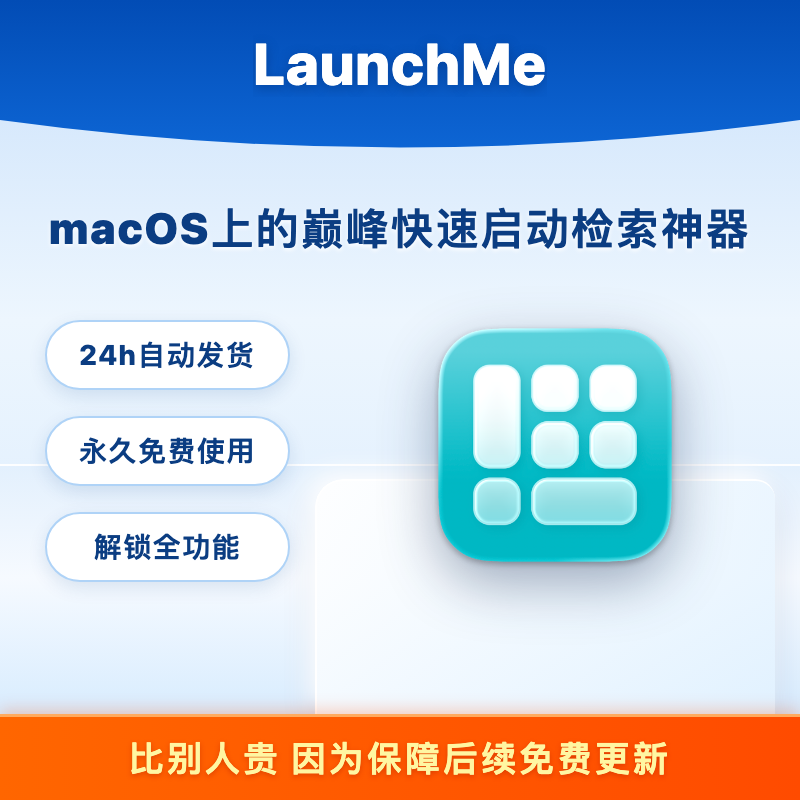 LaunchMe
macOS上的巅峰快速启动检索神器
24h自动发货
永久免费使用
解锁全功能
比别人贵 因为保障后续免费更新